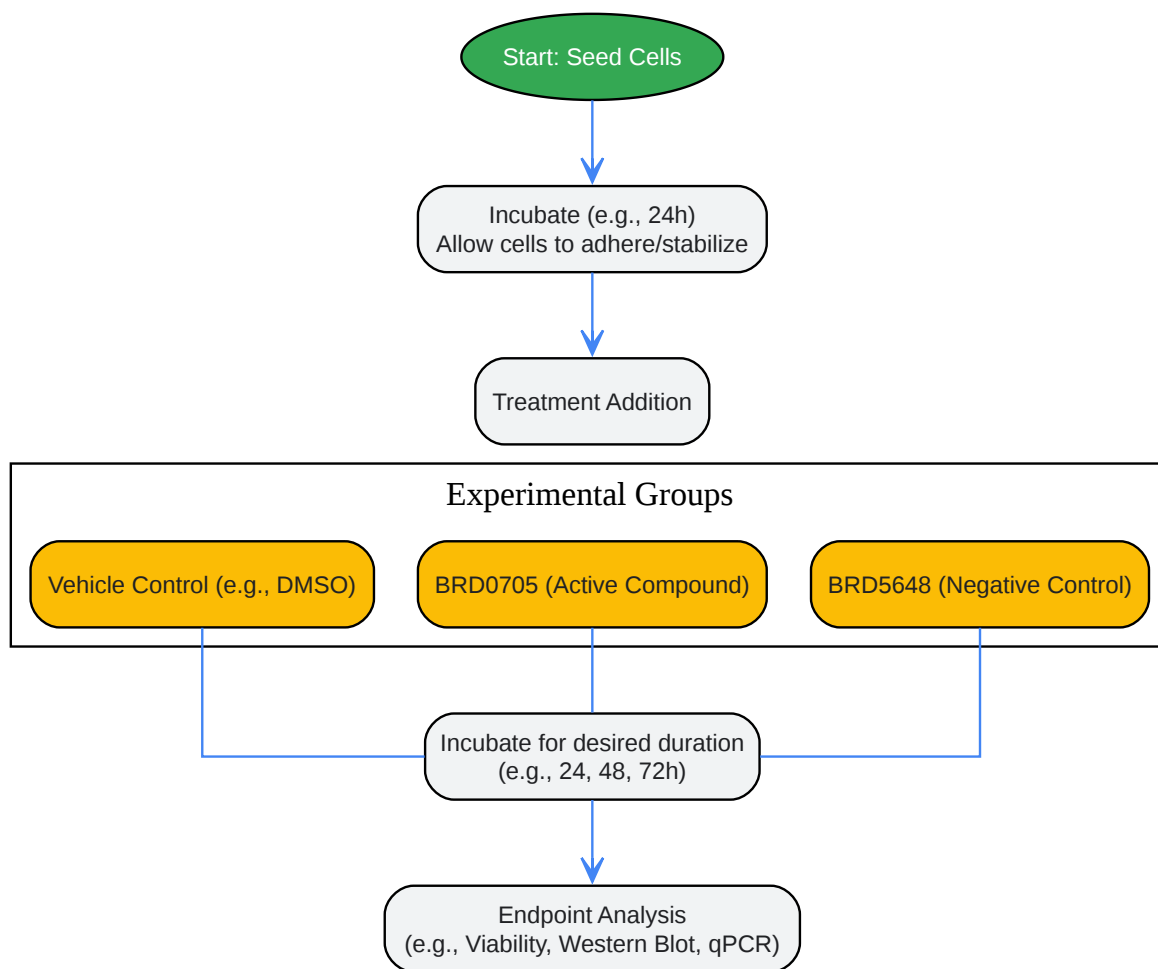 Start: Seed Cells
Incubate (e.g., 24h)
Allow cells to adhere/stabilize
Treatment Addition
Experimental Groups
Vehicle Control (e.g., DMSO)
BRD0705 (Active Compound)
BRD5648 (Negative Control)
Incubate for desired duration
(e.g., 24, 48, 72h)
Endpoint Analysis
(e.g., Viability, Western Blot, qPCR)